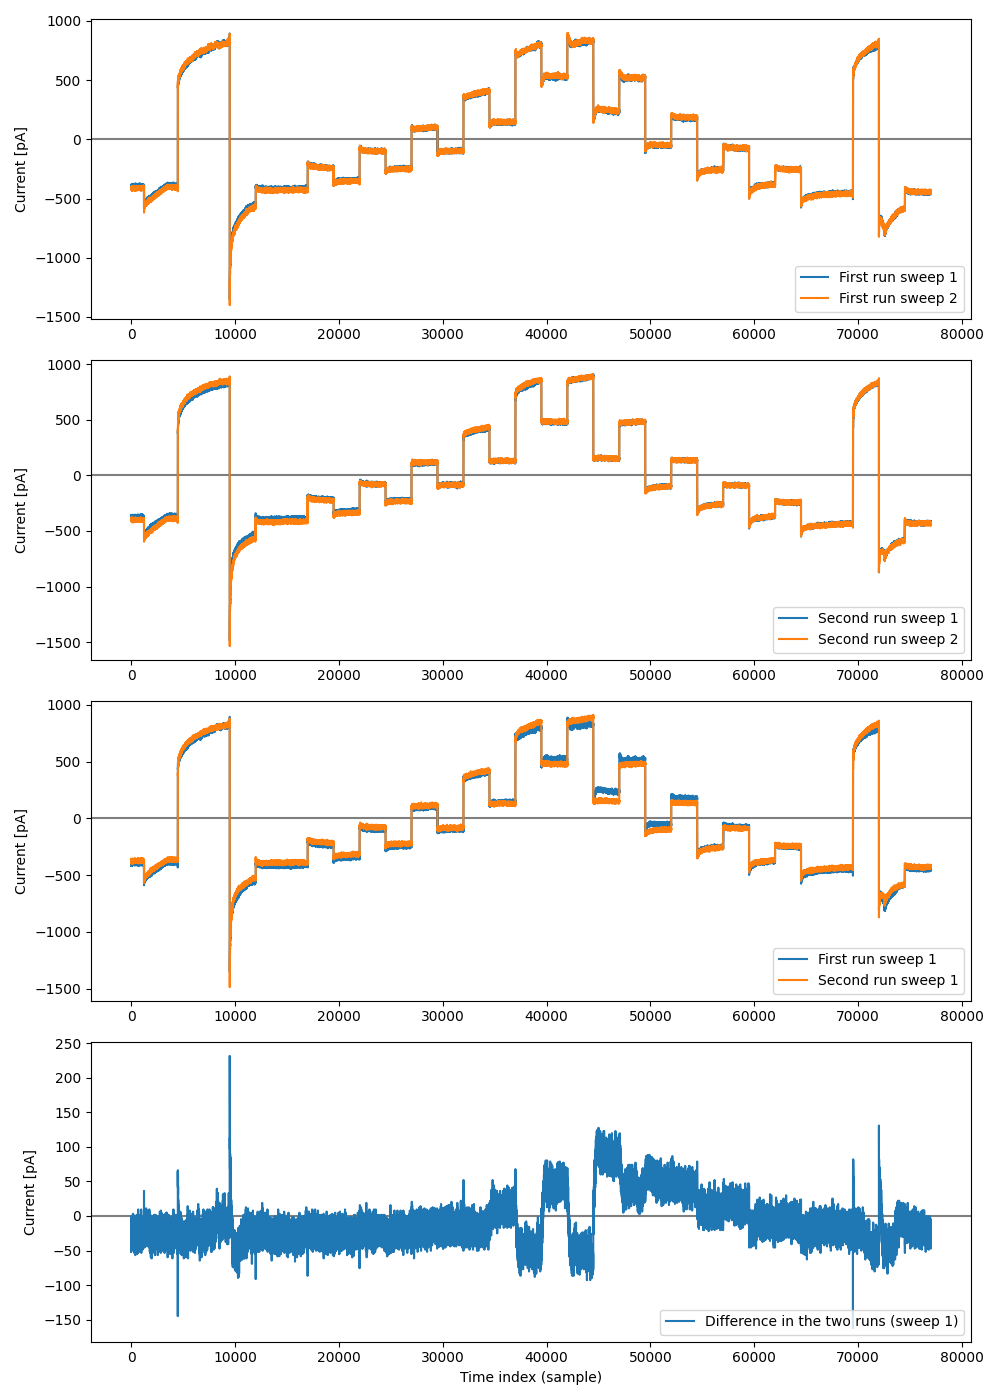 1000
500
0
−500
−1000
−1500
Current [pA]
First run sweep 1
First run sweep 2
0 10000 20000 30000 40000 50000 60000 70000 80000
1000
500
0
−500
−1000
−1500
Current [pA]
Second run sweep 1
Second run sweep 2
0 10000 20000 30000 40000 50000 60000 70000 80000
1000
500
0
−500
−1000
−1500
Current [pA]
First run sweep 1
Second run sweep 1
0 10000 20000 30000 40000 50000 60000 70000 80000
250
200
150
100
50
0
−50
−100
−150
Current [pA]
Difference in the two runs (sweep 1)
0 10000 20000 30000 40000 50000 60000 70000 80000
Time index (sample)